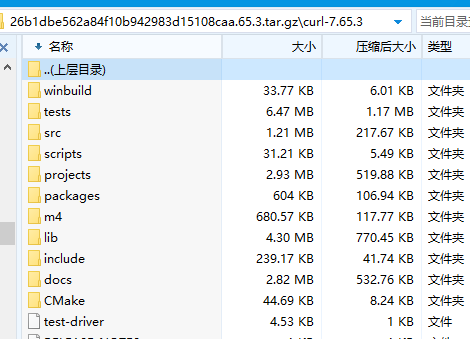 26b1dbe562a84f10b942983d15108caa.65.3.tar.gz\curl-7.65.3 当前目录
名称 大小 压缩后大小 类型
..(上层目录)
winbuild 33.77 KB 6.01 KB 文件夹
tests 6.47 MB 1.17 MB 文件夹
src 1.21 MB 217.67 KB 文件夹
scripts 31.21 KB 5.49 KB 文件夹
projects 2.93 MB 519.88 KB 文件夹
packages 604 KB 106.94 KB 文件夹
m4 680.57 KB 117.77 KB 文件夹
lib 4.30 MB 770.45 KB 文件夹
include 239.17 KB 41.74 KB 文件夹
docs 2.82 MB 532.76 KB 文件夹
CMake 44.69 KB 8.24 KB 文件夹
test-driver 4.53 KB 1 KB 文件